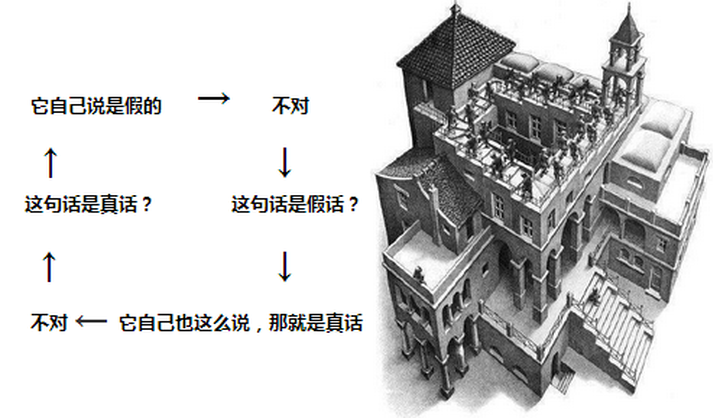 它自己说是假的 → 不对
↑ ↓
这句话是真话？ 这句话是假话？
↑ ↓
不对 ← 它自己也这么说，那就是真话